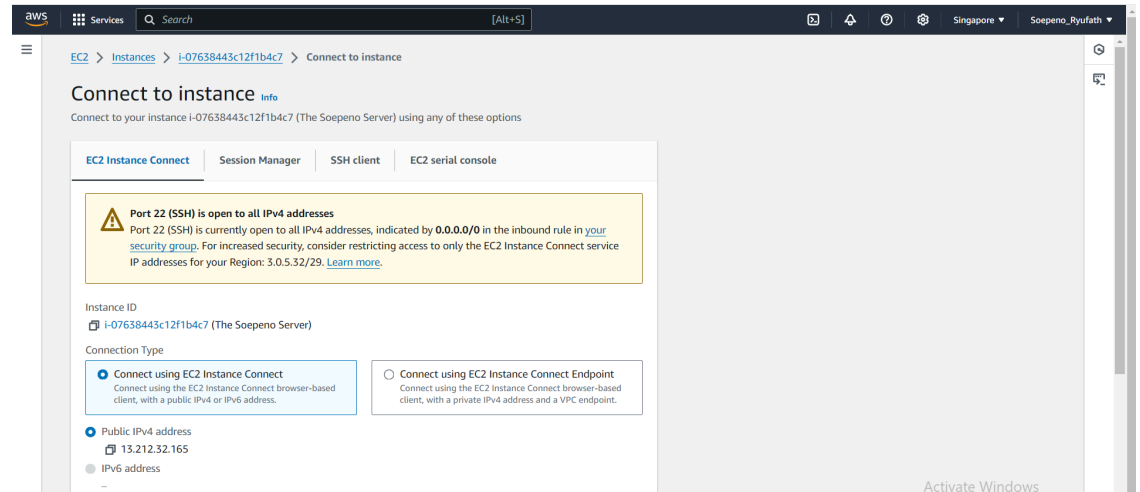 aws Services Search [Alt+S] Singapore ▼ Soepeno_Ryufath ▼
EC2 > Instances > i-07638443c12f1b4c7 > Connect to instance
Connect to instance Info
Connect to your instance i-07638443c12f1b4c7 (The Soepeno Server) using any of these options
EC2 Instance Connect Session Manager SSH client EC2 serial console
Port 22 (SSH) is open to all IPv4 addresses
Port 22 (SSH) is currently open to all IPv4 addresses, indicated by 0.0.0.0/0 in the inbound rule in your
security group. For increased security, consider restricting access to only the EC2 Instance Connect service
IP addresses for your Region: 3.0.5.32/29. Learn more.
Instance ID
i-07638443c12f1b4c7 (The Soepeno Server)
Connection Type
Connect using EC2 Instance Connect
Connect using the EC2 Instance Connect browser-based
client, with a public IPv4 or IPv6 address.
Connect using EC2 Instance Connect Endpoint
Connect using the EC2 Instance Connect browser-based
client, with a private IPv4 address and a VPC endpoint.
Public IPv4 address
13.212.32.165
IPv6 address
–
Activate Windows